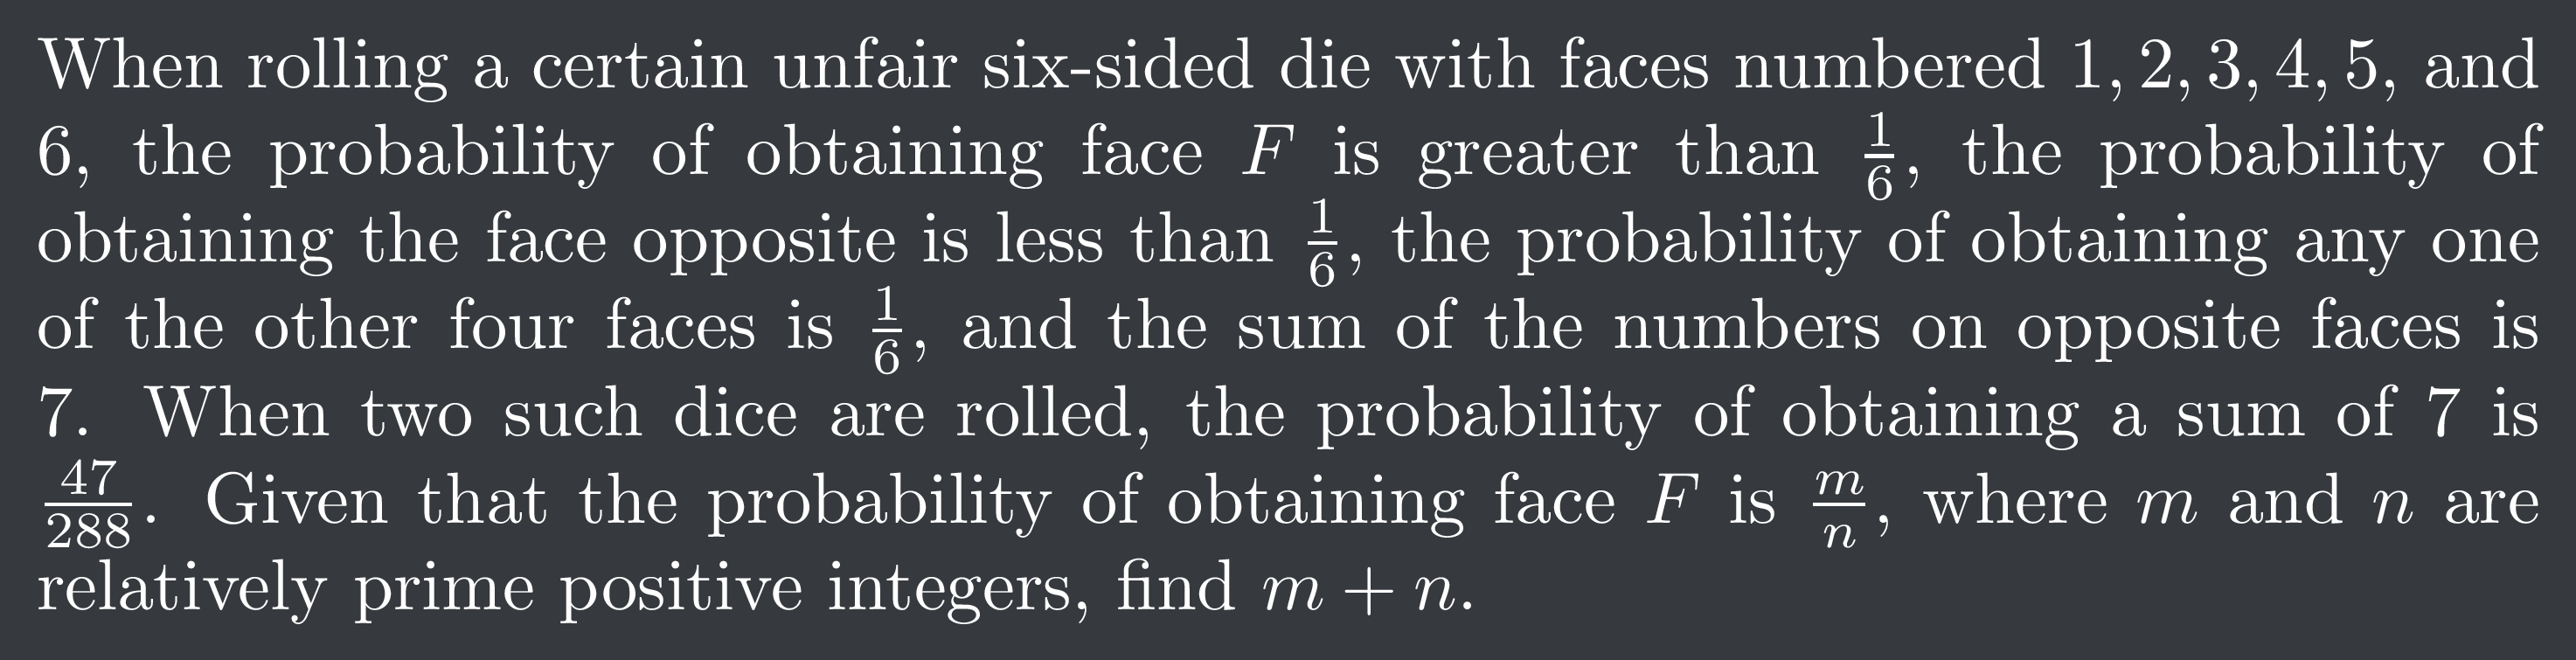 When rolling a certain unfair six-sided die with faces numbered 1, 2, 3, 4, 5, and
6, the probability of obtaining face F is greater than 1/6, the probability of
obtaining the face opposite is less than 1/6, the probability of obtaining any one
of the other four faces is 1/6, and the sum of the numbers on opposite faces is
7. When two such dice are rolled, the probability of obtaining a sum of 7 is
47/288. Given that the probability of obtaining face F is m/n, where m and n are
relatively prime positive integers, find m + n.